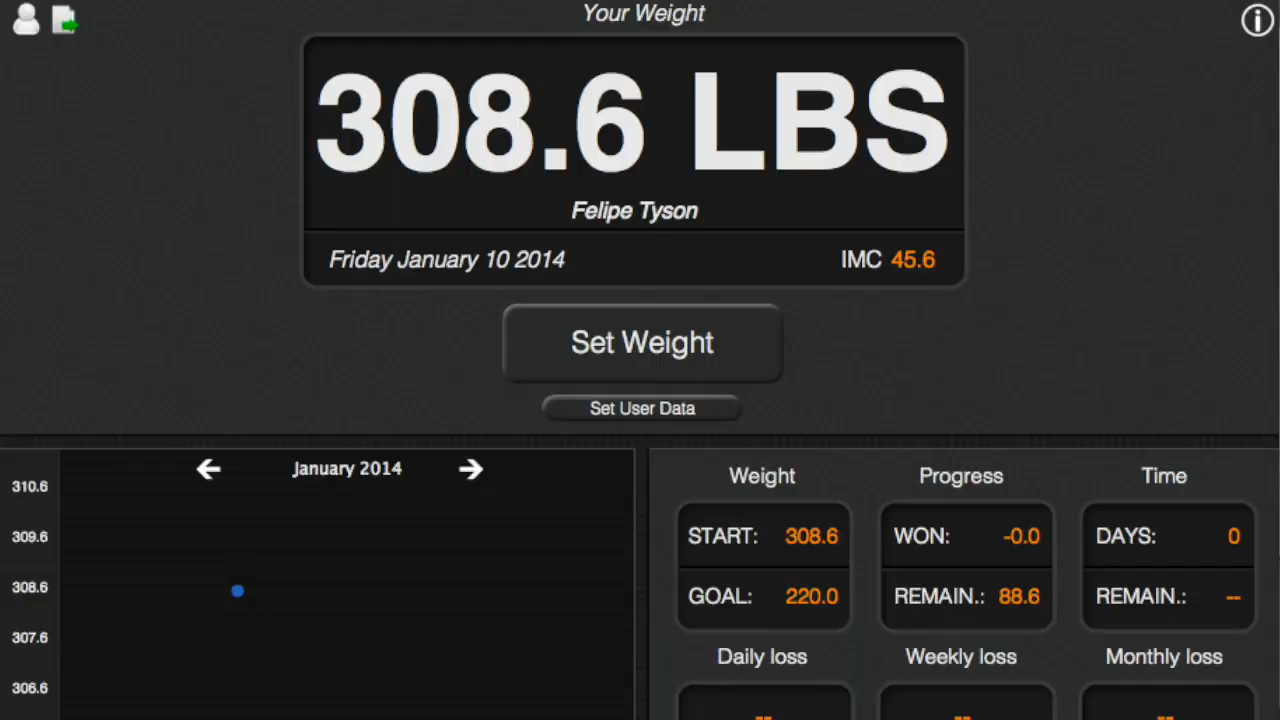 Your Weight
308.6 LBS
Felipe Tyson
Friday January 10 2014 IMC 45.6
Set Weight
Set User Data
January 2014
310.6
309.6
308.6
307.6
306.6
Weight Progress Time
START: 308.6 WON: -0.0 DAYS: 0
GOAL: 220.0 REMAIN.: 88.6 REMAIN.: --
Daily loss Weekly loss Monthly loss
-- -- --